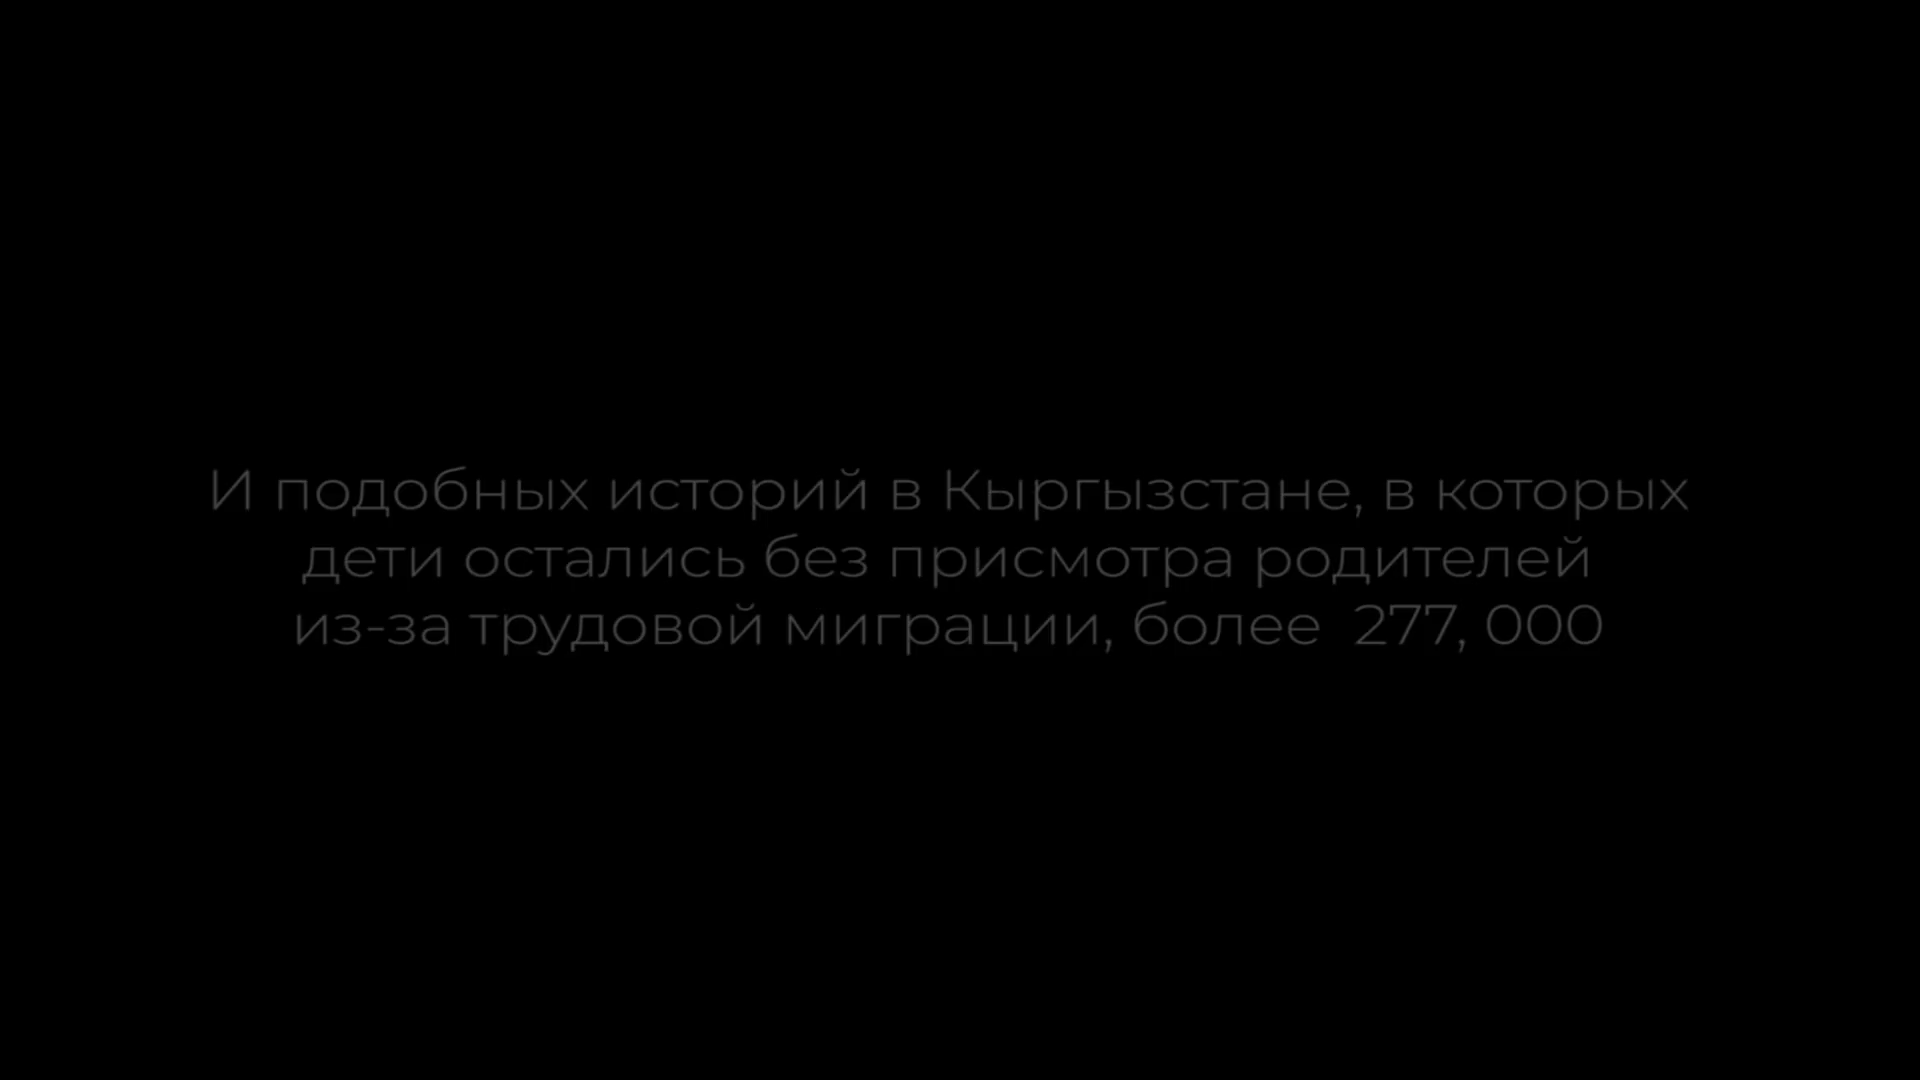 И подобных историй в Кыргызстане, в которых
дети остались без присмотра родителей
из-за трудовой миграции, более  277, 000